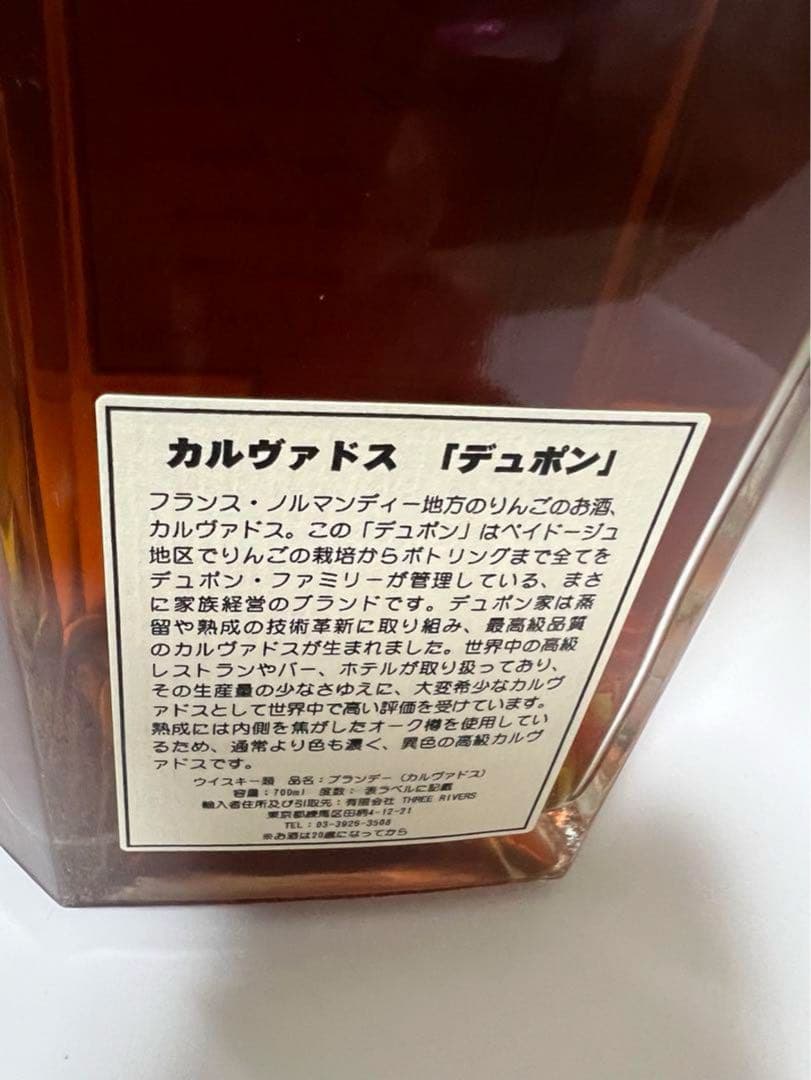 カルヴァドス 「デュポン」
フランス・ノルマンディー地方のりんごのお酒、
カルヴァドス。この「デュポン」はペイドージュ
地区でりんごの栽培からボトリングまで全てを
デュポン・ファミリーが管理している、まさ
に家族経営のブランドです。デュポン家は蒸
留や熟成の技術革新に取り組み、最高級品質
のカルヴァドスが生まれました。世界中の高級
レストランやバー、ホテルが取り扱っており、
その生産量の少なさゆえに、大変希少なカルヴ
ァドスとして世界中で高い評価を受けています。
熟成には内側を焦がしたオーク樽を使用してい
るため、通常より色も濃く、異色の高級カルヴ
ァドスです。
ウイスキー類 品名：ブランデー（カルヴァドス）
容量：700ml 度数： 表ラベルに記載
輸入者住所及び引取先：有限会社 THREE RIVERS
東京都練馬区田柄4-12-21
TEL：03-3926-3508
※お酒は20歳になってから